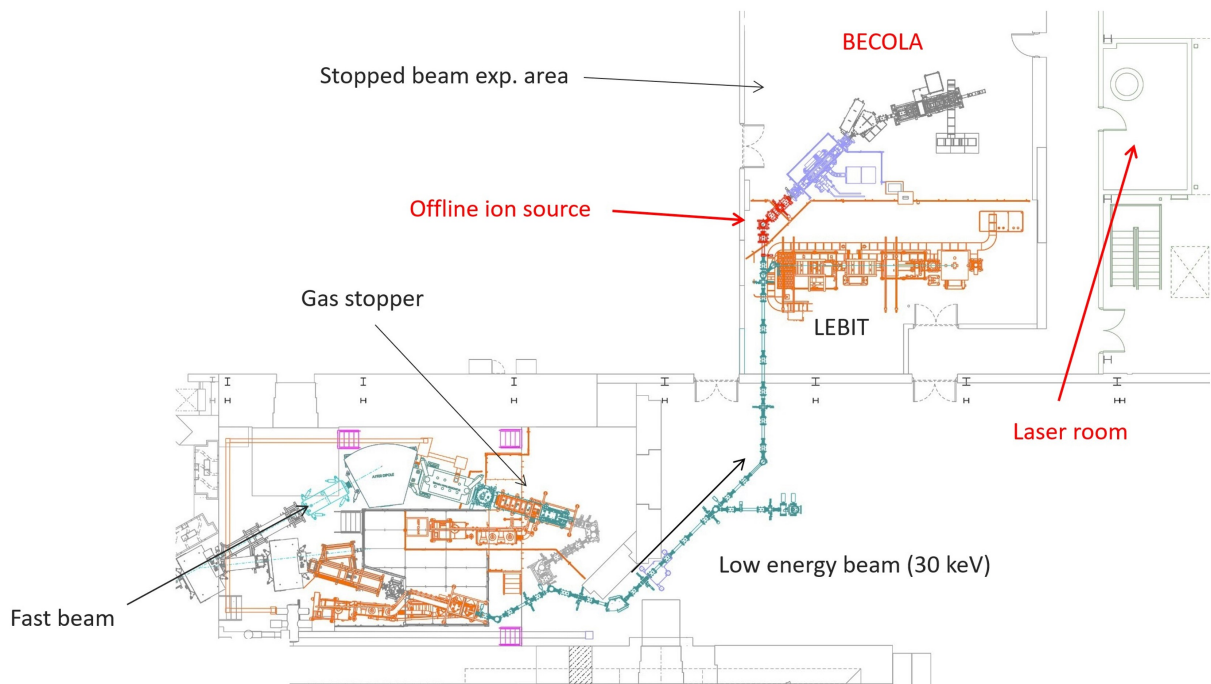 BECOLA
Stopped beam exp. area
Offline ion source
Gas stopper
LEBIT
Laser room
Low energy beam (30 keV)
Fast beam